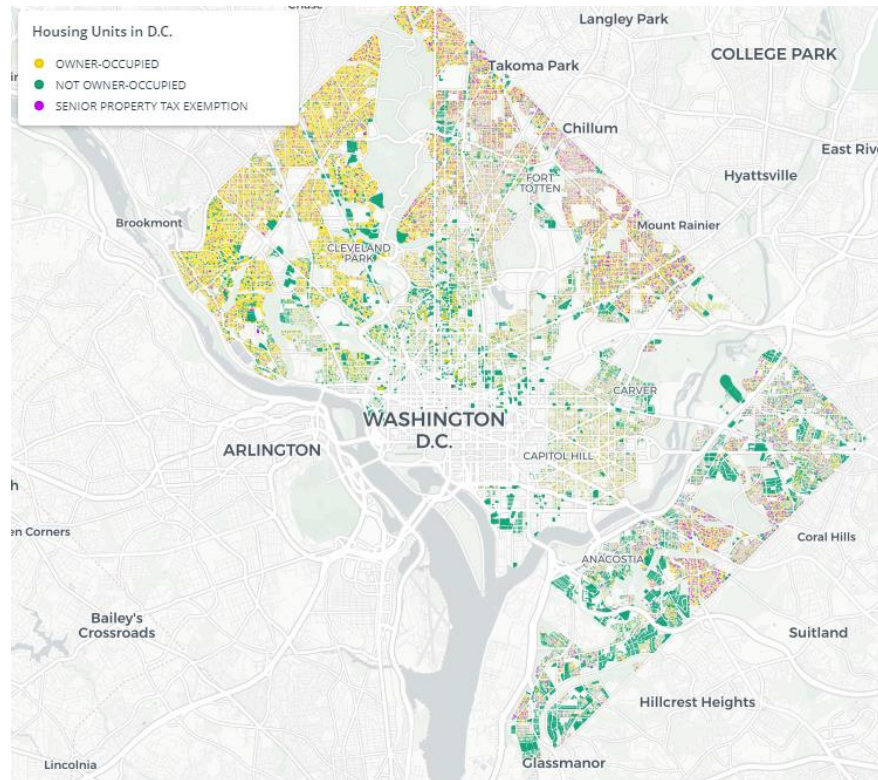 Chase
Langley Park
Housing Units in D.C.
OWNER-OCCUPIED
NOT OWNER-OCCUPIED
SENIOR PROPERTY TAX EXEMPTION
COLLEGE PARK
Takoma Park
Chillum
East Riv
Hyattsville
FORT
TOTTEN
Brookmont
Mount Rainier
CLEVELAND
PARK
CARVER
WASHINGTON
D.C.
ARLINGTON
CAPITOL HILL
h
en Corners
Coral Hills
ANACOSTIA
Bailey's
Crossroads
Suitland
Hillcrest Heights
Lincolnia
Glassmanor